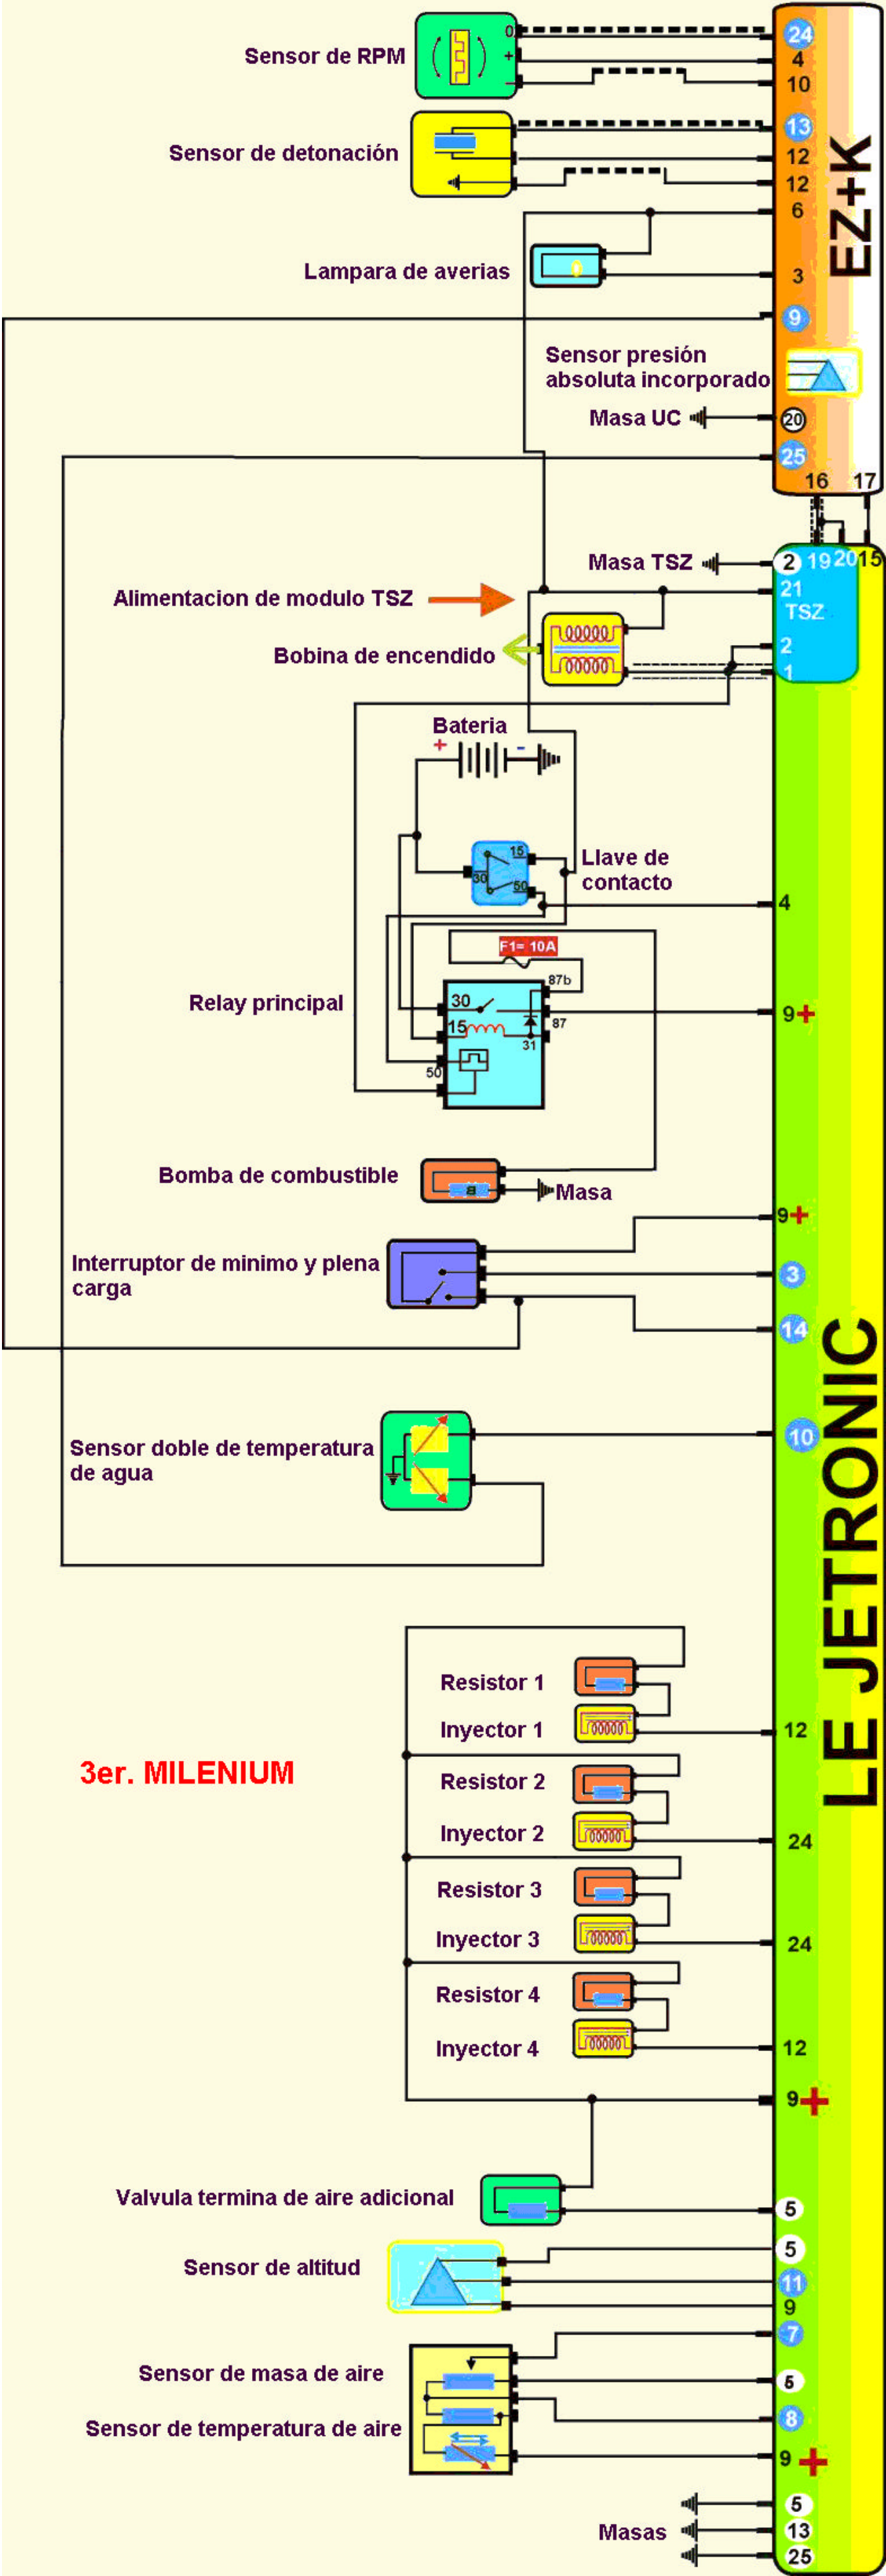 Sensor de RPM
0
+
-
24
4
10
Sensor de detonación
13
12
12
6
EZ+K
Lampara de averias
3
9
Sensor presión
absoluta incorporado
Masa UC
20
25
16
17
Masa TSZ
2
19
20
15
Alimentacion de modulo TSZ
21
TSZ
Bobina de encendido
2
1
Bateria
+
-
Llave de
contacto
15
30
50
4
F1= 10A
87b
Relay principal
30
87
9+
15
31
50
Bomba de combustible
B
Masa
9+
Interruptor de minimo y plena
carga
3
14
LE JETRONIC
10
Sensor doble de temperatura
de agua
Resistor 1
Inyector 1
12
3er. MILENIUM
Resistor 2
Inyector 2
24
Resistor 3
Inyector 3
24
Resistor 4
Inyector 4
12
9+
Valvula termina de aire adicional
5
Sensor de altitud
5
11
9
7
Sensor de masa de aire
5
Sensor de temperatura de aire
8
9+
Masas
5
13
25